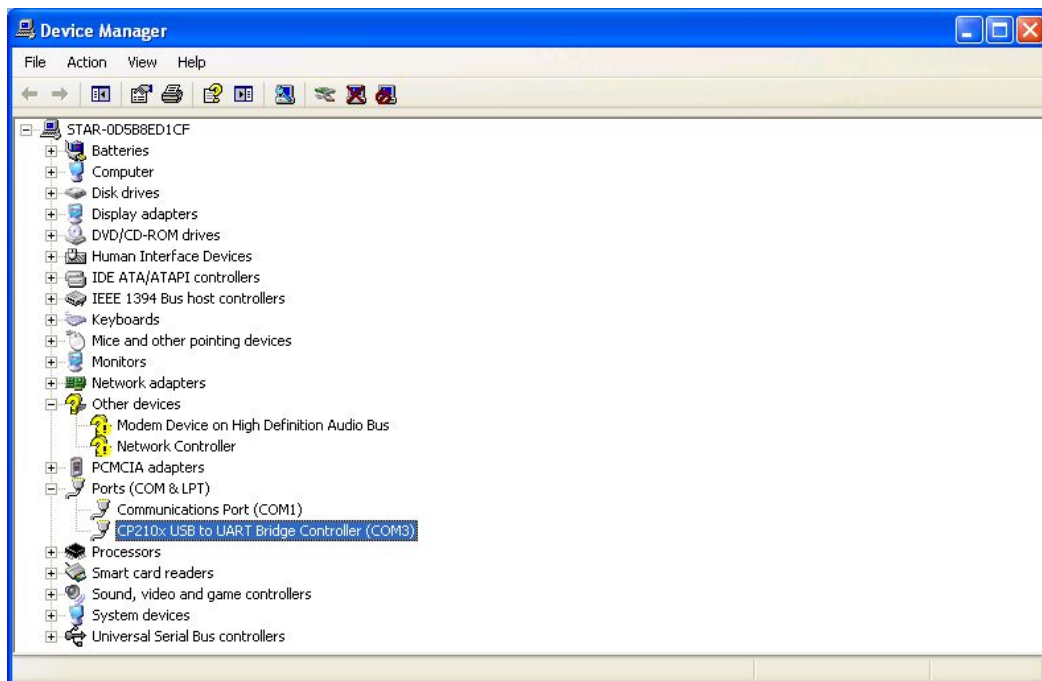 Device Manager
File Action View Help
STAR-0D5B8ED1CF
Batteries
Computer
Disk drives
Display adapters
DVD/CD-ROM drives
Human Interface Devices
IDE ATA/ATAPI controllers
IEEE 1394 Bus host controllers
Keyboards
Mice and other pointing devices
Monitors
Network adapters
Other devices
Modem Device on High Definition Audio Bus
Network Controller
PCMCIA adapters
Ports (COM & LPT)
Communications Port (COM1)
CP210x USB to UART Bridge Controller (COM3)
Processors
Smart card readers
Sound, video and game controllers
System devices
Universal Serial Bus controllers